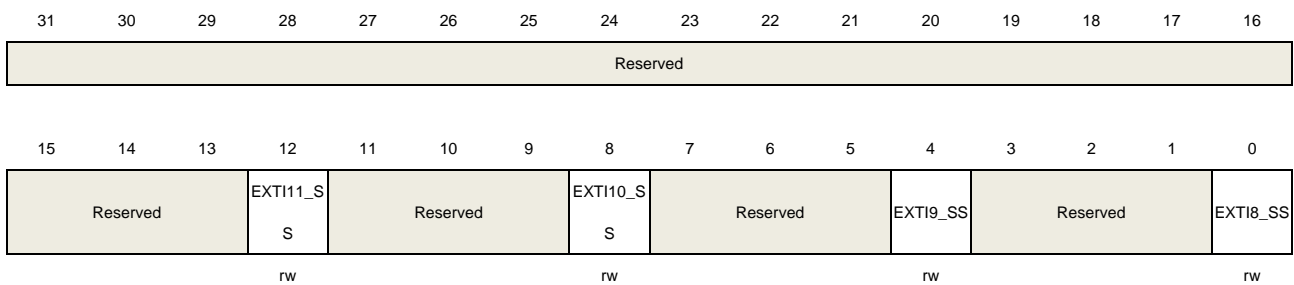 31 30 29 28 27 26 25 24 23 22 21 20 19 18 17 16
Reserved
15 14 13 12 11 10 9 8 7 6 5 4 3 2 1 0
Reserved EXTI11_S S Reserved EXTI10_S S Reserved EXTI9_SS Reserved EXTI8_SS
rw rw rw rw